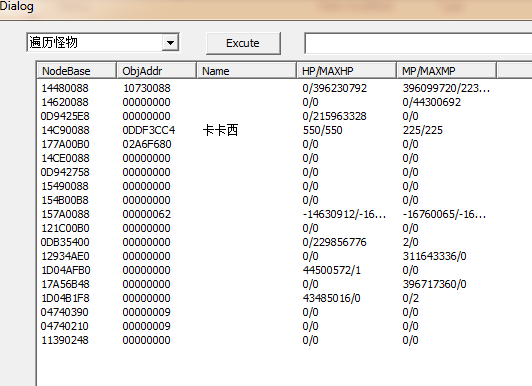 Dialog
遍历怪物 Excute
NodeBase ObjAddr Name HP/MAXHP MP/MAXMP
14480088 10730088 0/396230792 396099720/223...
14620088 00000000 0/0 0/44300692
0D9425E8 00000000 0/215963328 0/0
14C90088 0DDF3CC4 卡卡西 550/550 225/225
177A00B0 02A6F680 0/0 0/0
14CE0088 00000000 0/0 0/0
0D942758 00000000 0/0 0/0
15490088 00000000 0/0 0/0
154B00B8 00000000 0/0 0/0
157A0088 00000062 -14630912/-16... -16760065/-16...
121C00B0 00000000 0/0 0/0
0DB35400 00000000 0/229856776 2/0
12934AE0 00000000 0/0 311643336/0
1D04AFB0 00000000 44500572/1 0/0
17A56B48 00000000 0/0 396717360/0
1D04B1F8 00000000 43485016/0 0/2
04740390 00000009 0/0 0/0
04740210 00000009 0/0 0/0
11390248 00000000 0/0 0/0